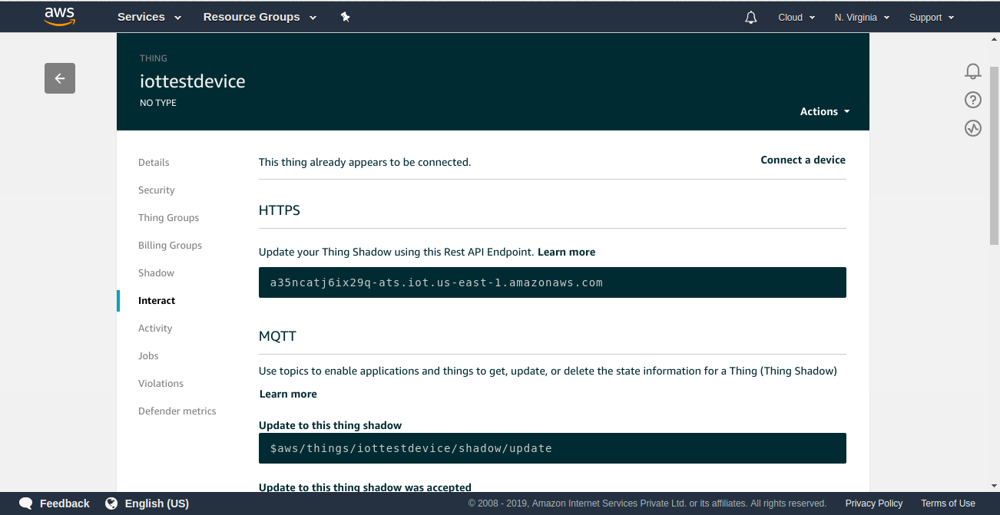 aws Services Resource Groups Cloud N. Virginia Support
THING
iottestdevice
NO TYPE
Actions
Details
Security
Thing Groups
Billing Groups
Shadow
Interact
Activity
Jobs
Violations
Defender metrics
This thing already appears to be connected. Connect a device
HTTPS
Update your Thing Shadow using this Rest API Endpoint. Learn more
a35ncatj6ix29q-ats.iot.us-east-1.amazonaws.com
MQTT
Use topics to enable applications and things to get, update, or delete the state information for a Thing (Thing Shadow)
Learn more
Update to this thing shadow
$aws/things/iottestdevice/shadow/update
Update to this thing shadow was accepted
Feedback English (US) © 2008 - 2019, Amazon Internet Services Private Ltd. or its affiliates. All rights reserved. Privacy Policy Terms of Use